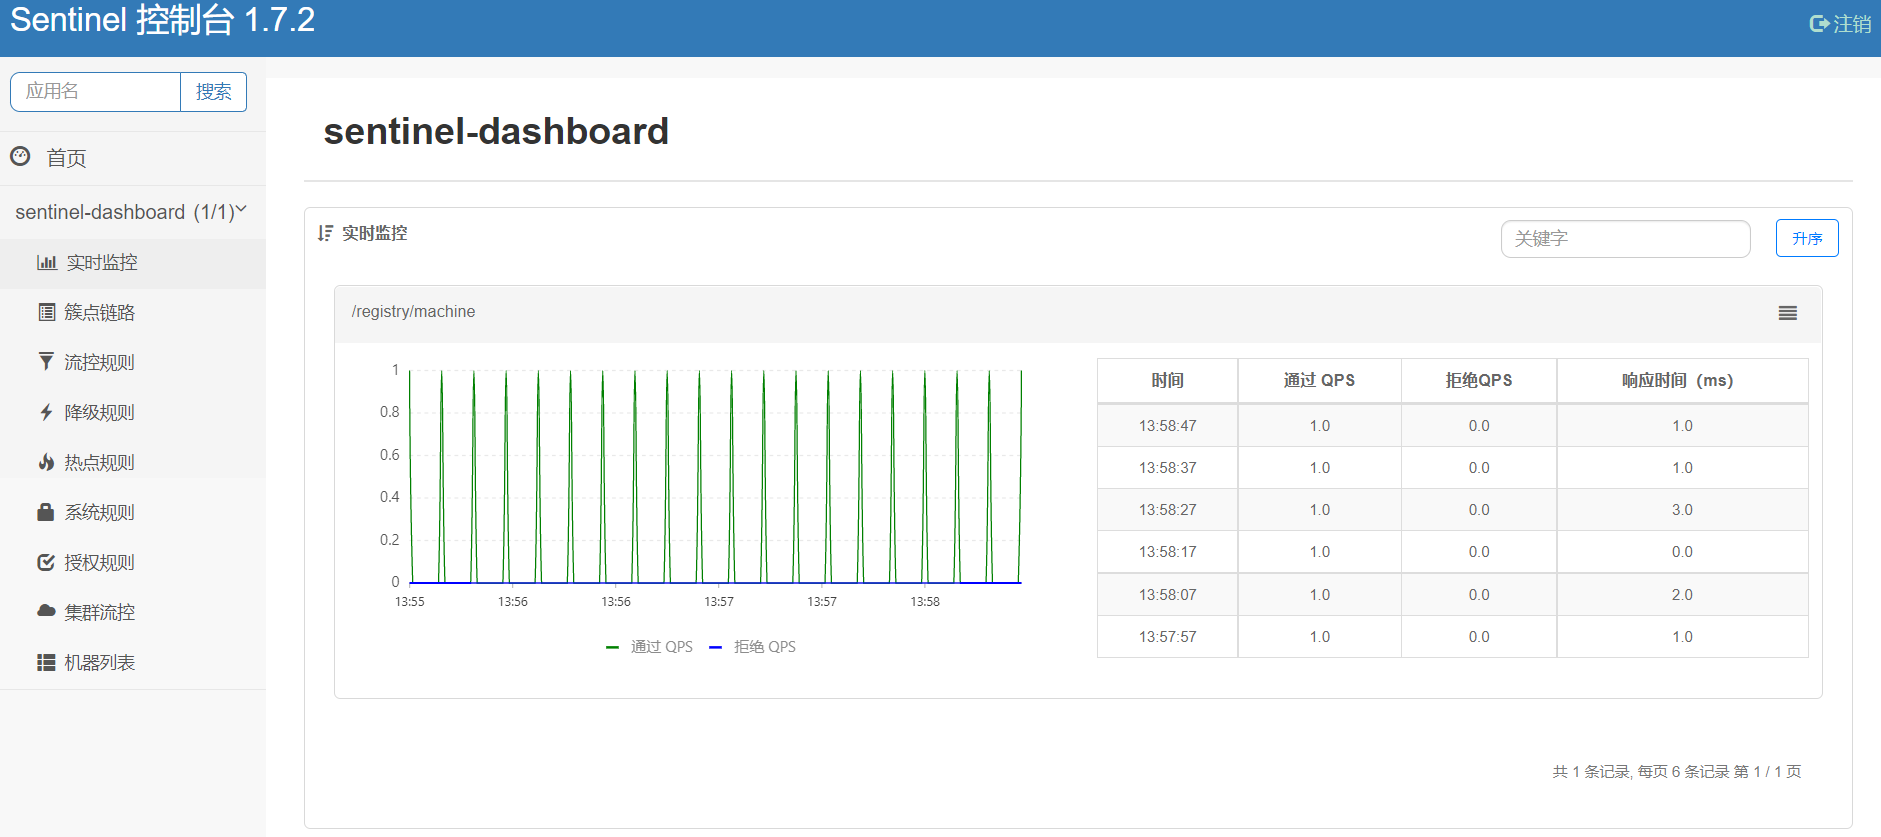 Sentinel 控制台 1.7.2
注销
应用名
搜索
首页
sentinel-dashboard (1/1)
实时监控
簇点链路
流控规则
降级规则
热点规则
系统规则
授权规则
集群流控
机器列表
sentinel-dashboard
实时监控
关键字
升序
/registry/machine
1
0.8
0.6
0.4
0.2
0
13:55 13:56 13:56 13:57 13:57 13:58
通过 QPS 拒绝 QPS
时间 通过 QPS 拒绝QPS 响应时间（ms）
13:58:47 1.0 0.0 1.0
13:58:37 1.0 0.0 1.0
13:58:27 1.0 0.0 3.0
13:58:17 1.0 0.0 0.0
13:58:07 1.0 0.0 2.0
13:57:57 1.0 0.0 1.0
共 1 条记录, 每页 6 条记录 第 1 / 1 页